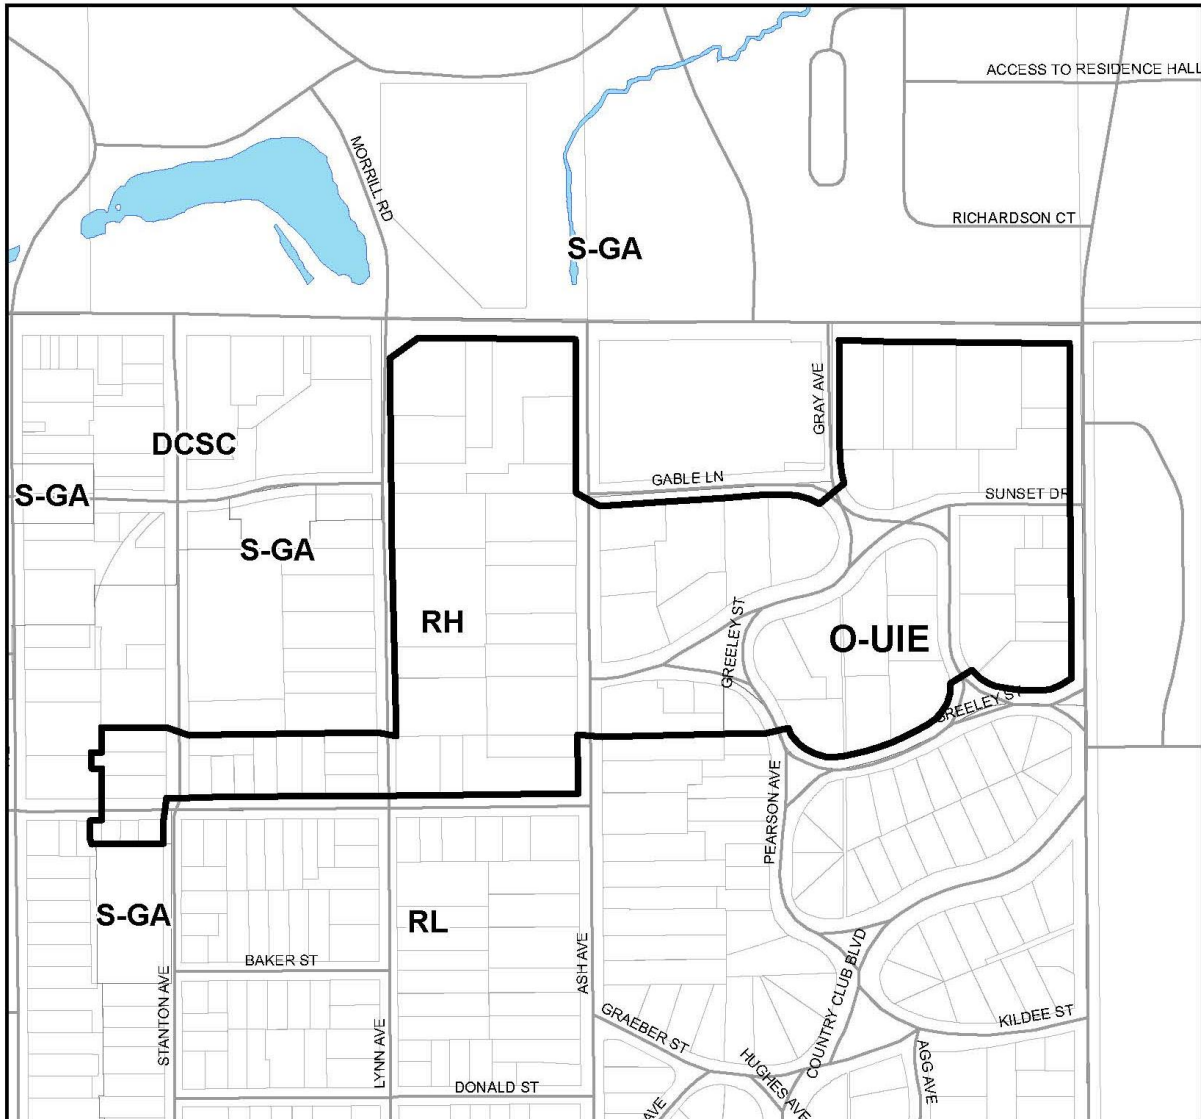 ACCESS TO RESIDENCE HALL
MORRILL RD
RICHARDSON CT
S-GA
GRAY AVE
DCSC
S-GA
GABLE LN
SUNSET DR
S-GA
RH
GREELEY ST
O-UIE
GREELEY ST
PEARSON AVE
S-GA
RL
BAKER ST
STANTON AVE
LYNN AVE
ASH AVE
COUNTRY CLUB BLVD
GRAEBER ST
KILDEE ST
HUGHES AVE
AGG AVE
DONALD ST
AVE